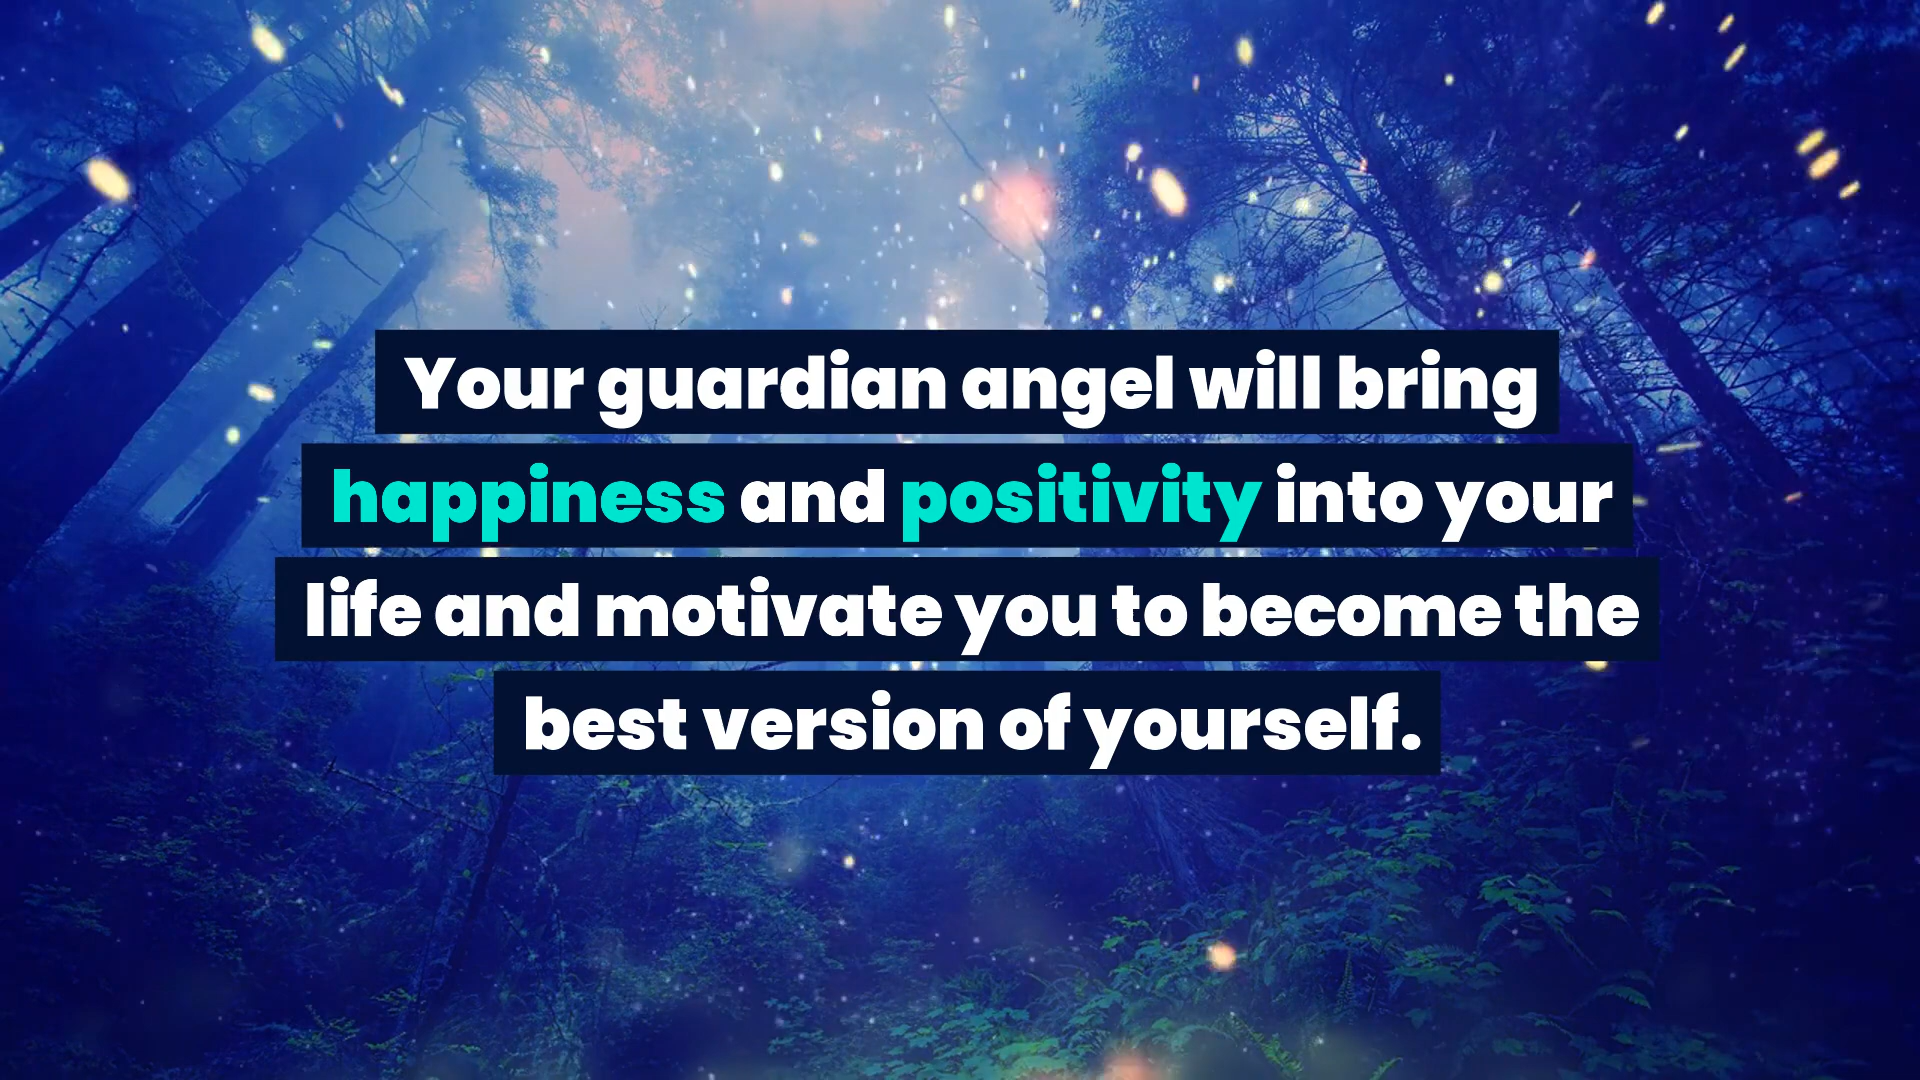 Your guardian angel will bring
happiness and positivity into your
life and motivate you to become the
best version of yourself.